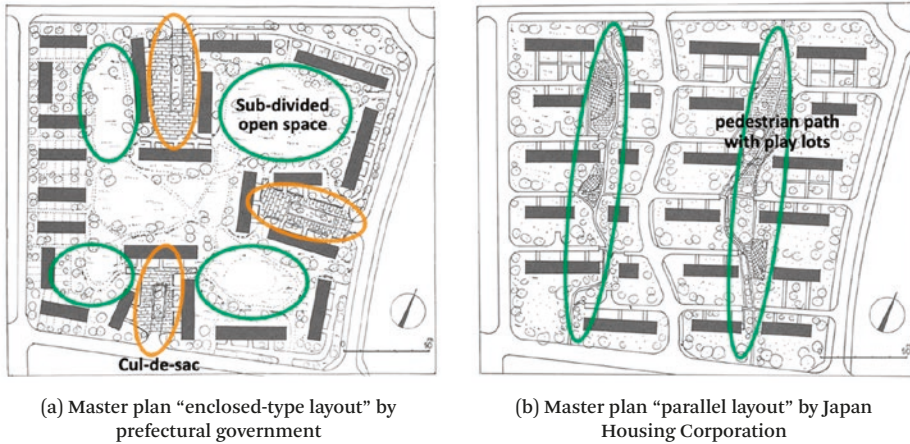 Sub-divided
open space
Cul-de-sac
pedestrian path
with play lots
(a) Master plan “enclosed-type layout” by
prefectural government
(b) Master plan “parallel layout” by Japan
Housing Corporation